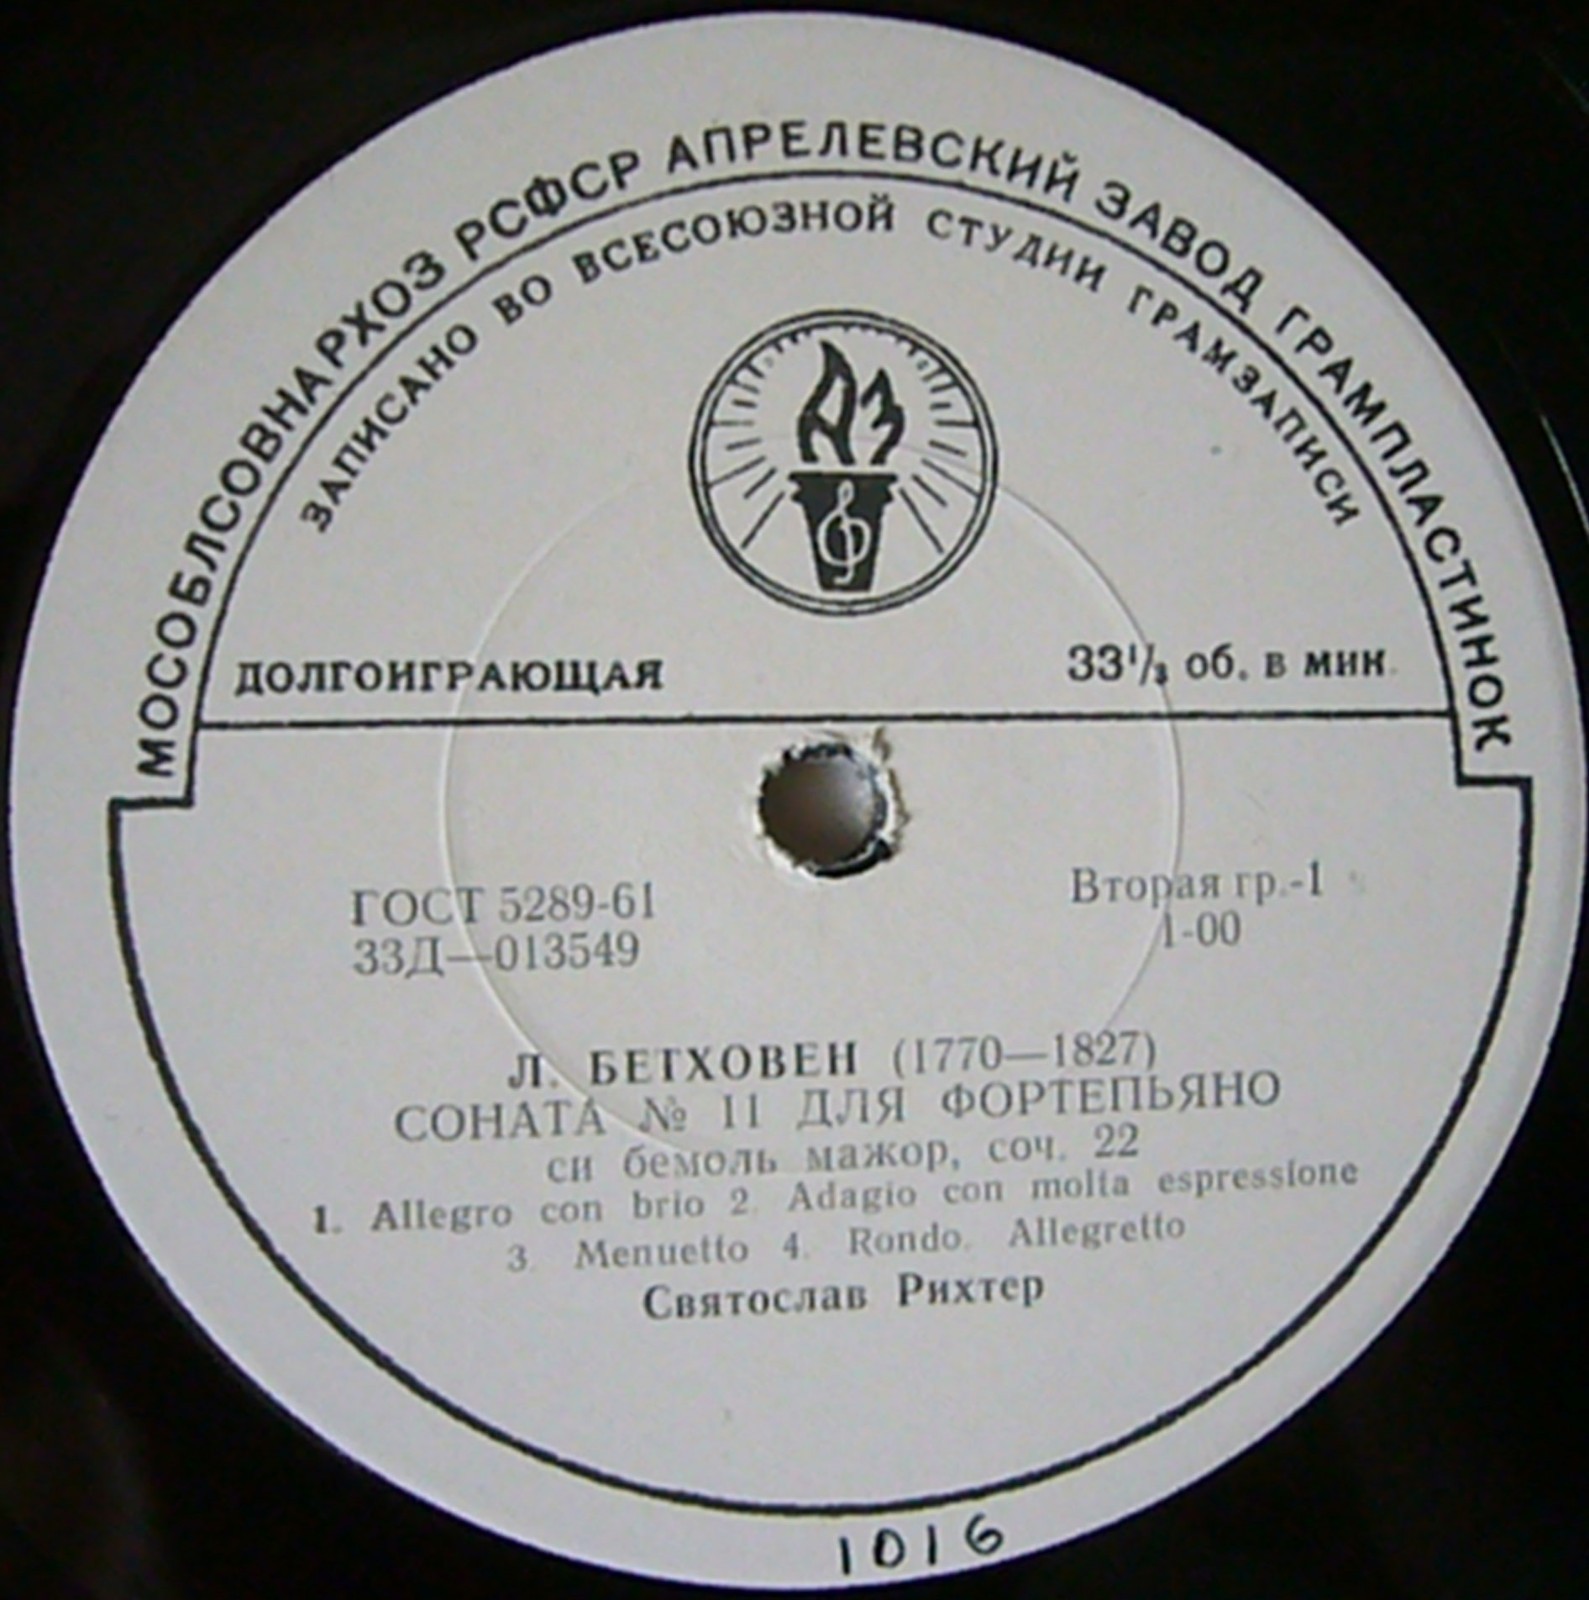 МОСОБЛСОВНАРХОЗ РСФСР АПРЕЛЕВСКИЙ ЗАВОД ГРАМПЛАСТИНОК
ЗАПИСАНО ВО ВСЕСОЮЗНОЙ СТУДИИ ГРАМЗАПИСИ
АЗ
ДОЛГОИГРАЮЩАЯ 33⅓ об. в мин.
ГОСТ 5289-61 Вторая гр.-1
33Д—013549 1-00
Л. БЕТХОВЕН (1770—1827)
СОНАТА № 11 ДЛЯ ФОРТЕПЬЯНО
си бемоль мажор, соч. 22
1. Allegro con brio 2. Adagio con molta espressione
3. Menuetto 4. Rondo. Allegretto
Святослав Рихтер
1016